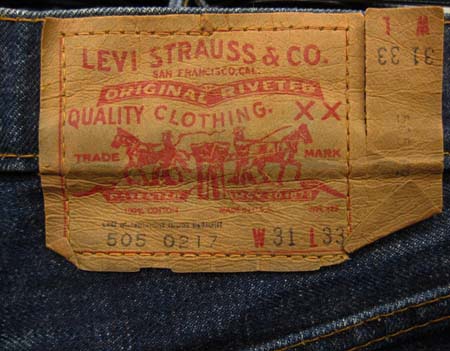 LEVI STRAUSS & CO.
SAN FRANCISCO, CAL.
ORIGINAL RIVETED
QUALITY CLOTHING. XX
TRADE MARK
100% COTTON
505 0217 W 31 L 33
W L
31 33